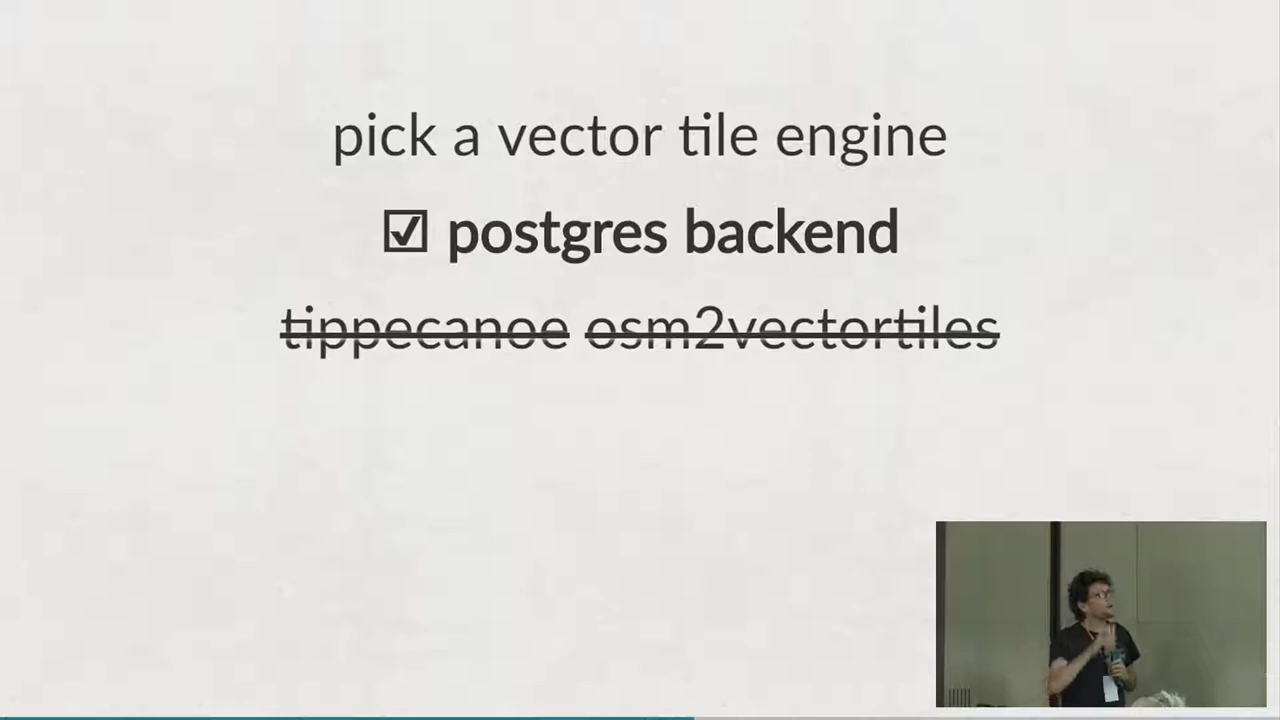 pick a vector tile engine
☑ postgres backend
tippecanoe osm2vectortiles